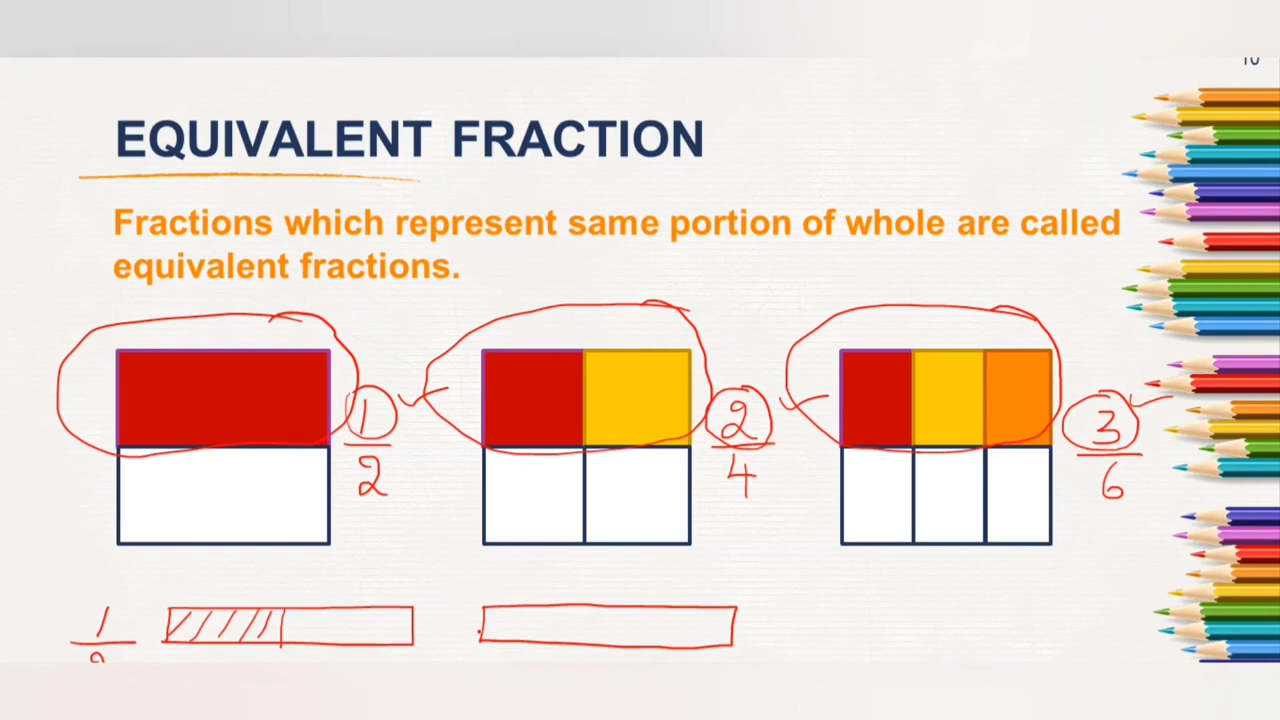 10
EQUIVALENT FRACTION
Fractions which represent same portion of whole are called
equivalent fractions.
1/2
2/4
3/6
1/2